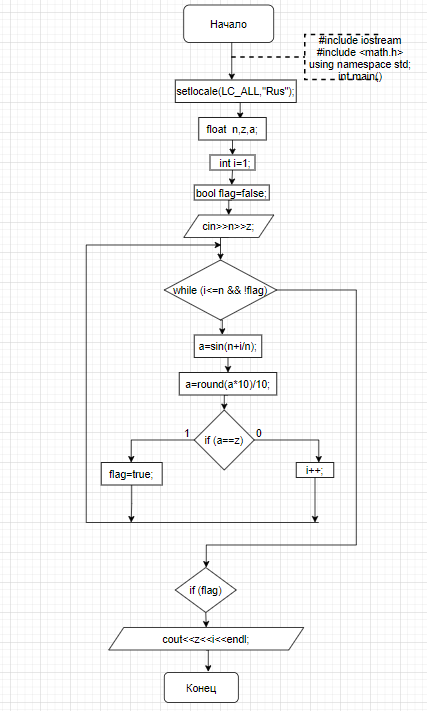 Начало
#include iostream
#include <math.h>
using namespace std;
int main()
setlocale(LC_ALL,"Rus");
float n,z,a;
int i=1;
bool flag=false;
cin>>n>>z;
while (i<=n && !flag)
a=sin(n+i/n);
a=round(a*10)/10;
1
if (a==z)
0
flag=true;
i++;
if (flag)
cout<<z<<i<<endl;
Конец